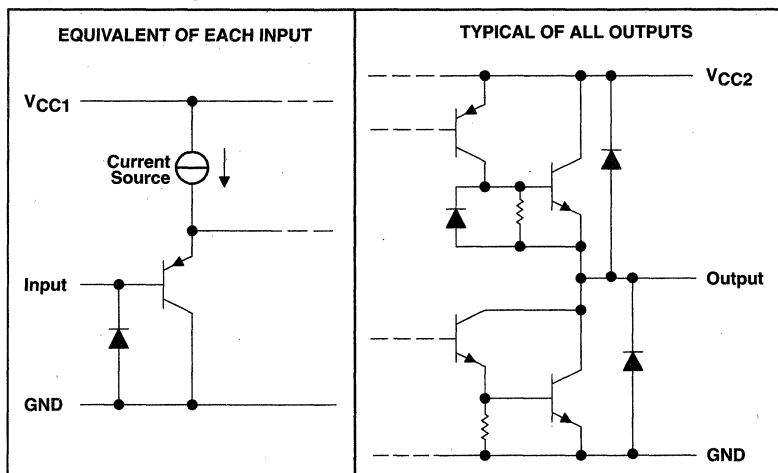 EQUIVALENT OF EACH INPUT
VCC1
Current
Source
Input
GND
TYPICAL OF ALL OUTPUTS
VCC2
Output
GND